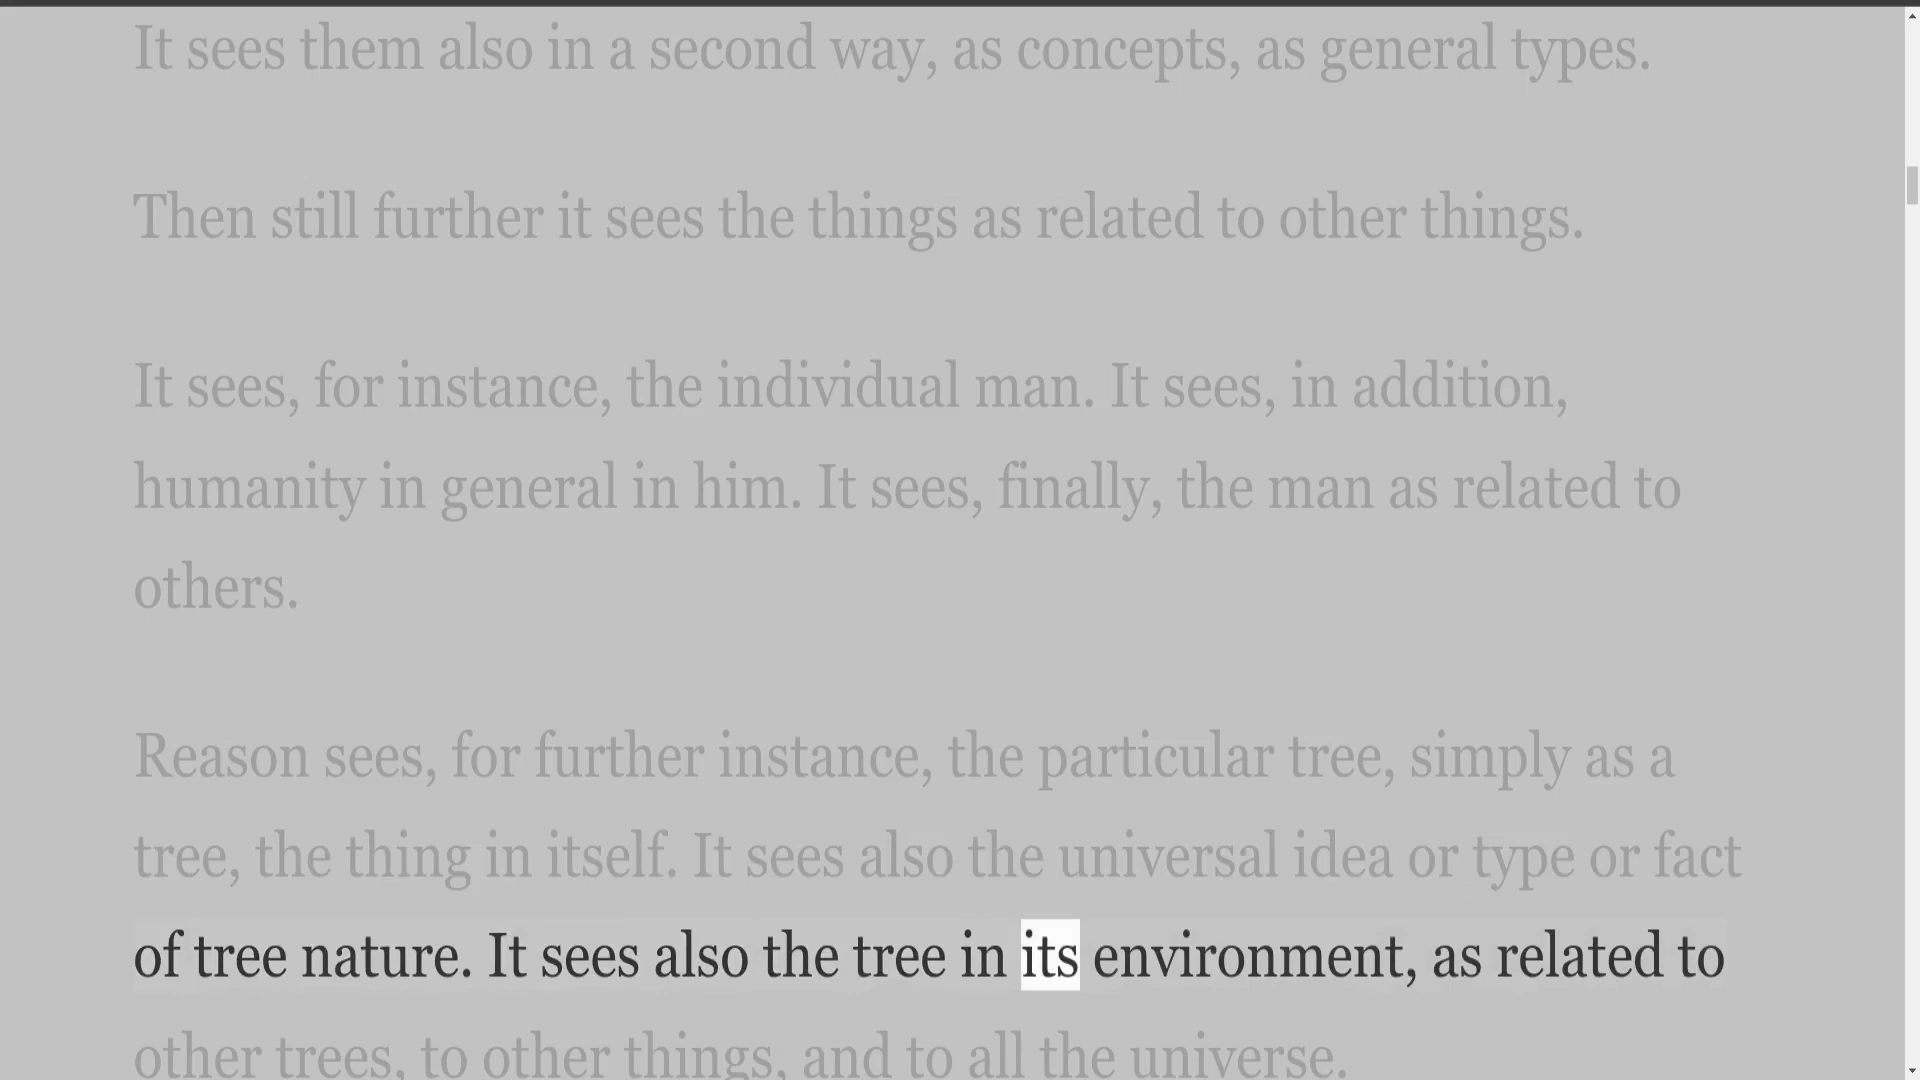 It sees them also in a second way, as concepts, as general types.
Then still further it sees the things as related to other things.
It sees, for instance, the individual man. It sees, in addition,
humanity in general in him. It sees, finally, the man as related to
others.
Reason sees, for further instance, the particular tree, simply as a
tree, the thing in itself. It sees also the universal idea or type or fact
of tree nature. It sees also the tree in its environment, as related to
other trees, to other things, and to all the universe.